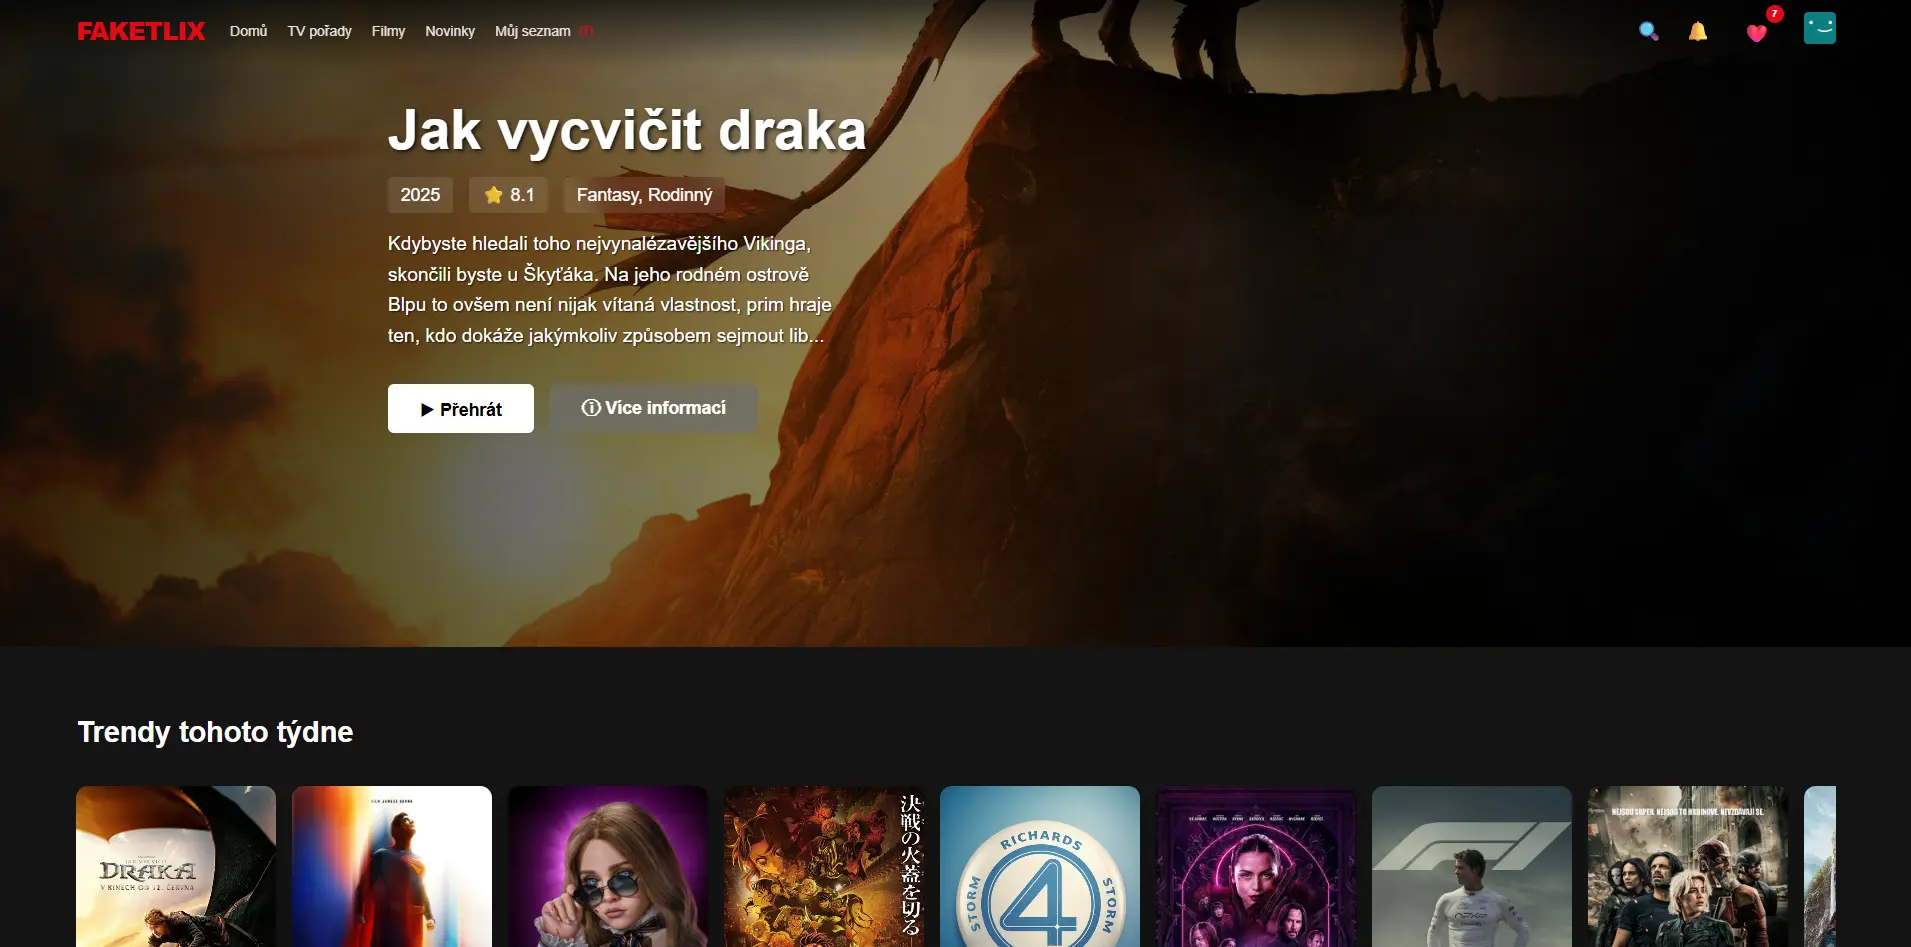 FAKETLIX
Domů
TV pořady
Filmy
Novinky
Můj seznam (7)
7
Jak vycvičit draka
2025
8.1
Fantasy, Rodinný
Kdybyste hledali toho nejvynalézavějšího Vikinga,
skončili byste u Škyťáka. Na jeho rodném ostrově
Blpu to ovšem není nijak vítaná vlastnost, prim hraje
ten, kdo dokáže jakýmkoliv způsobem sejmout lib...
Přehrát
Více informací
Trendy tohoto týdne
JAK VYCVIČIT
DRAKA
V KINECH OD 12. ČERVNA
決戦の火蓋を切る
RICHARDS
STORM
STORM
4
NEJSOU SUPER. NEJSOU TO HRDINOVÉ. NEVZDÁVAJÍ SE.